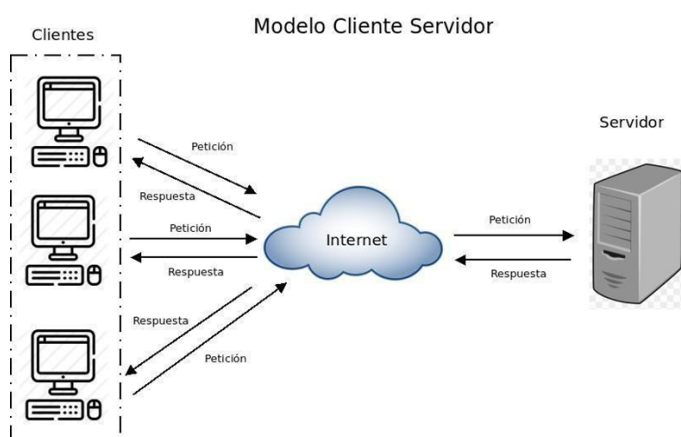 Modelo Cliente Servidor
Clientes
Servidor
Petición
Respuesta
Petición
Respuesta
Internet
Petición
Respuesta
Respuesta
Petición